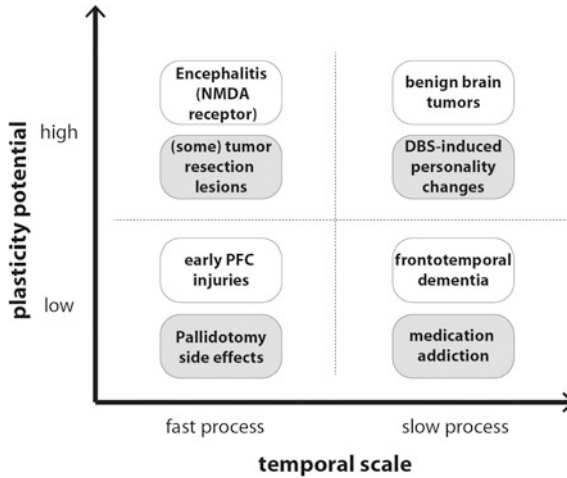 plasticity potential
high
low
Encephalitis
(NMDA
receptor)
(some) tumor
resection
lesions
benign brain
tumors
DBS-induced
personality
changes
early PFC
injuries
Pallidotomy
side effects
frontotemporal
dementia
medication
addiction
fast process
slow process
temporal scale